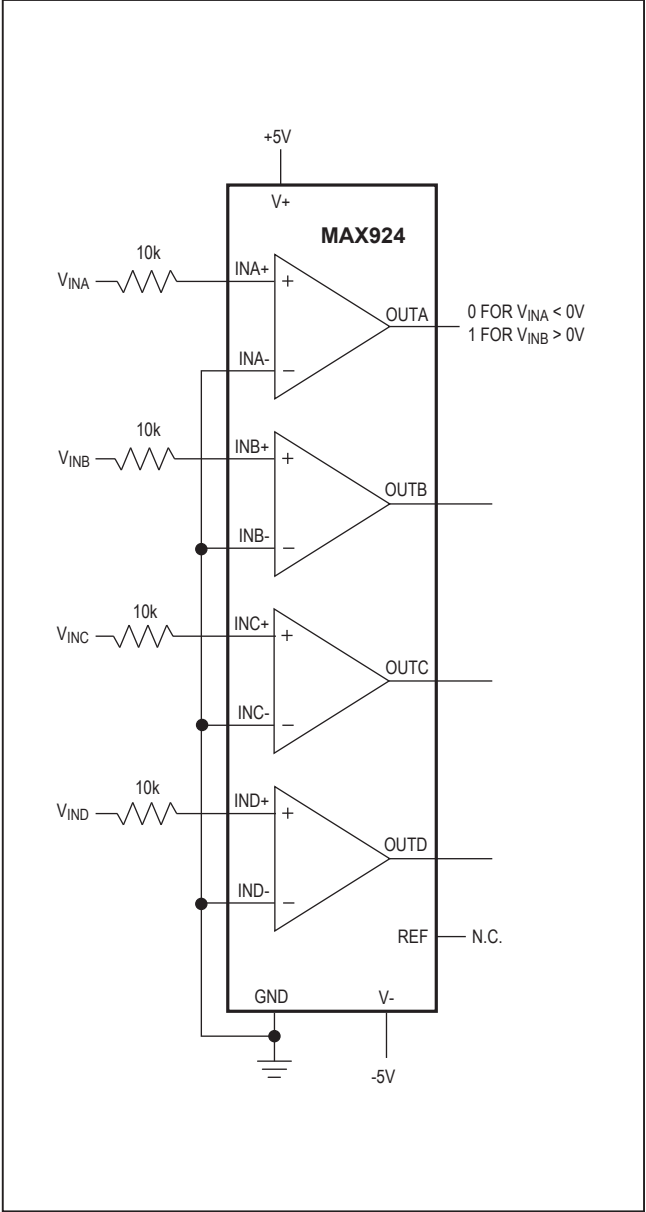 +5V
V+
MAX924
10k
VINA
INA+
+
OUTA
0 FOR VINA < 0V
1 FOR VINB > 0V
INA-
−
10k
VINB
INB+
+
OUTB
INB-
−
10k
VINC
INC+
+
OUTC
INC-
−
10k
VIND
IND+
+
OUTD
IND-
−
REF
N.C.
GND
V-
-5V